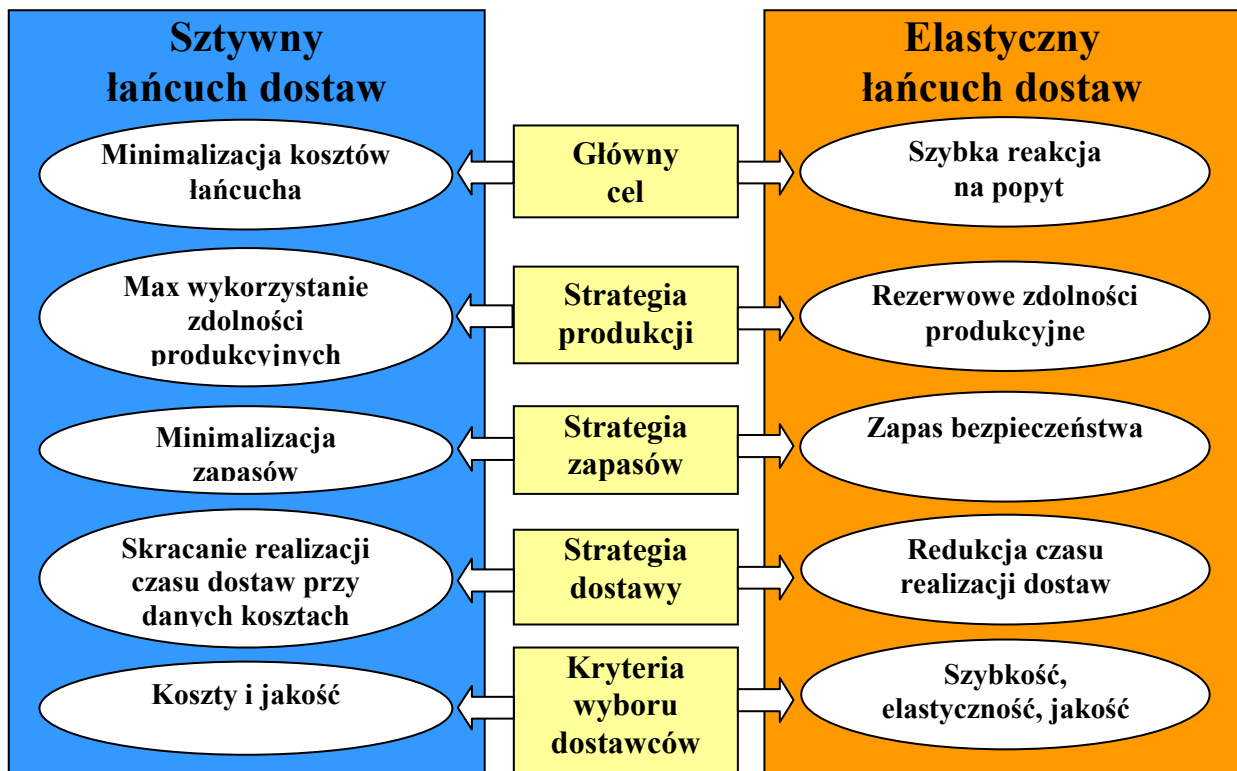 Sztywny
łańcuch dostaw
Elastyczny
łańcuch dostaw
Minimalizacja kosztów
łańcucha
Główny
cel
Szybka reakcja
na popyt
Max wykorzystanie
zdolności
produkcyjnych
Strategia
produkcji
Rezerwowe zdolności
produkcyjne
Minimalizacja
zapasów
Strategia
zapasów
Zapas bezpieczeństwa
Skracanie realizacji
czasu dostaw przy
danych kosztach
Strategia
dostawy
Redukcja czasu
realizacji dostaw
Koszty i jakość
Kryteria
wyboru
dostawców
Szybkość,
elastyczność, jakość